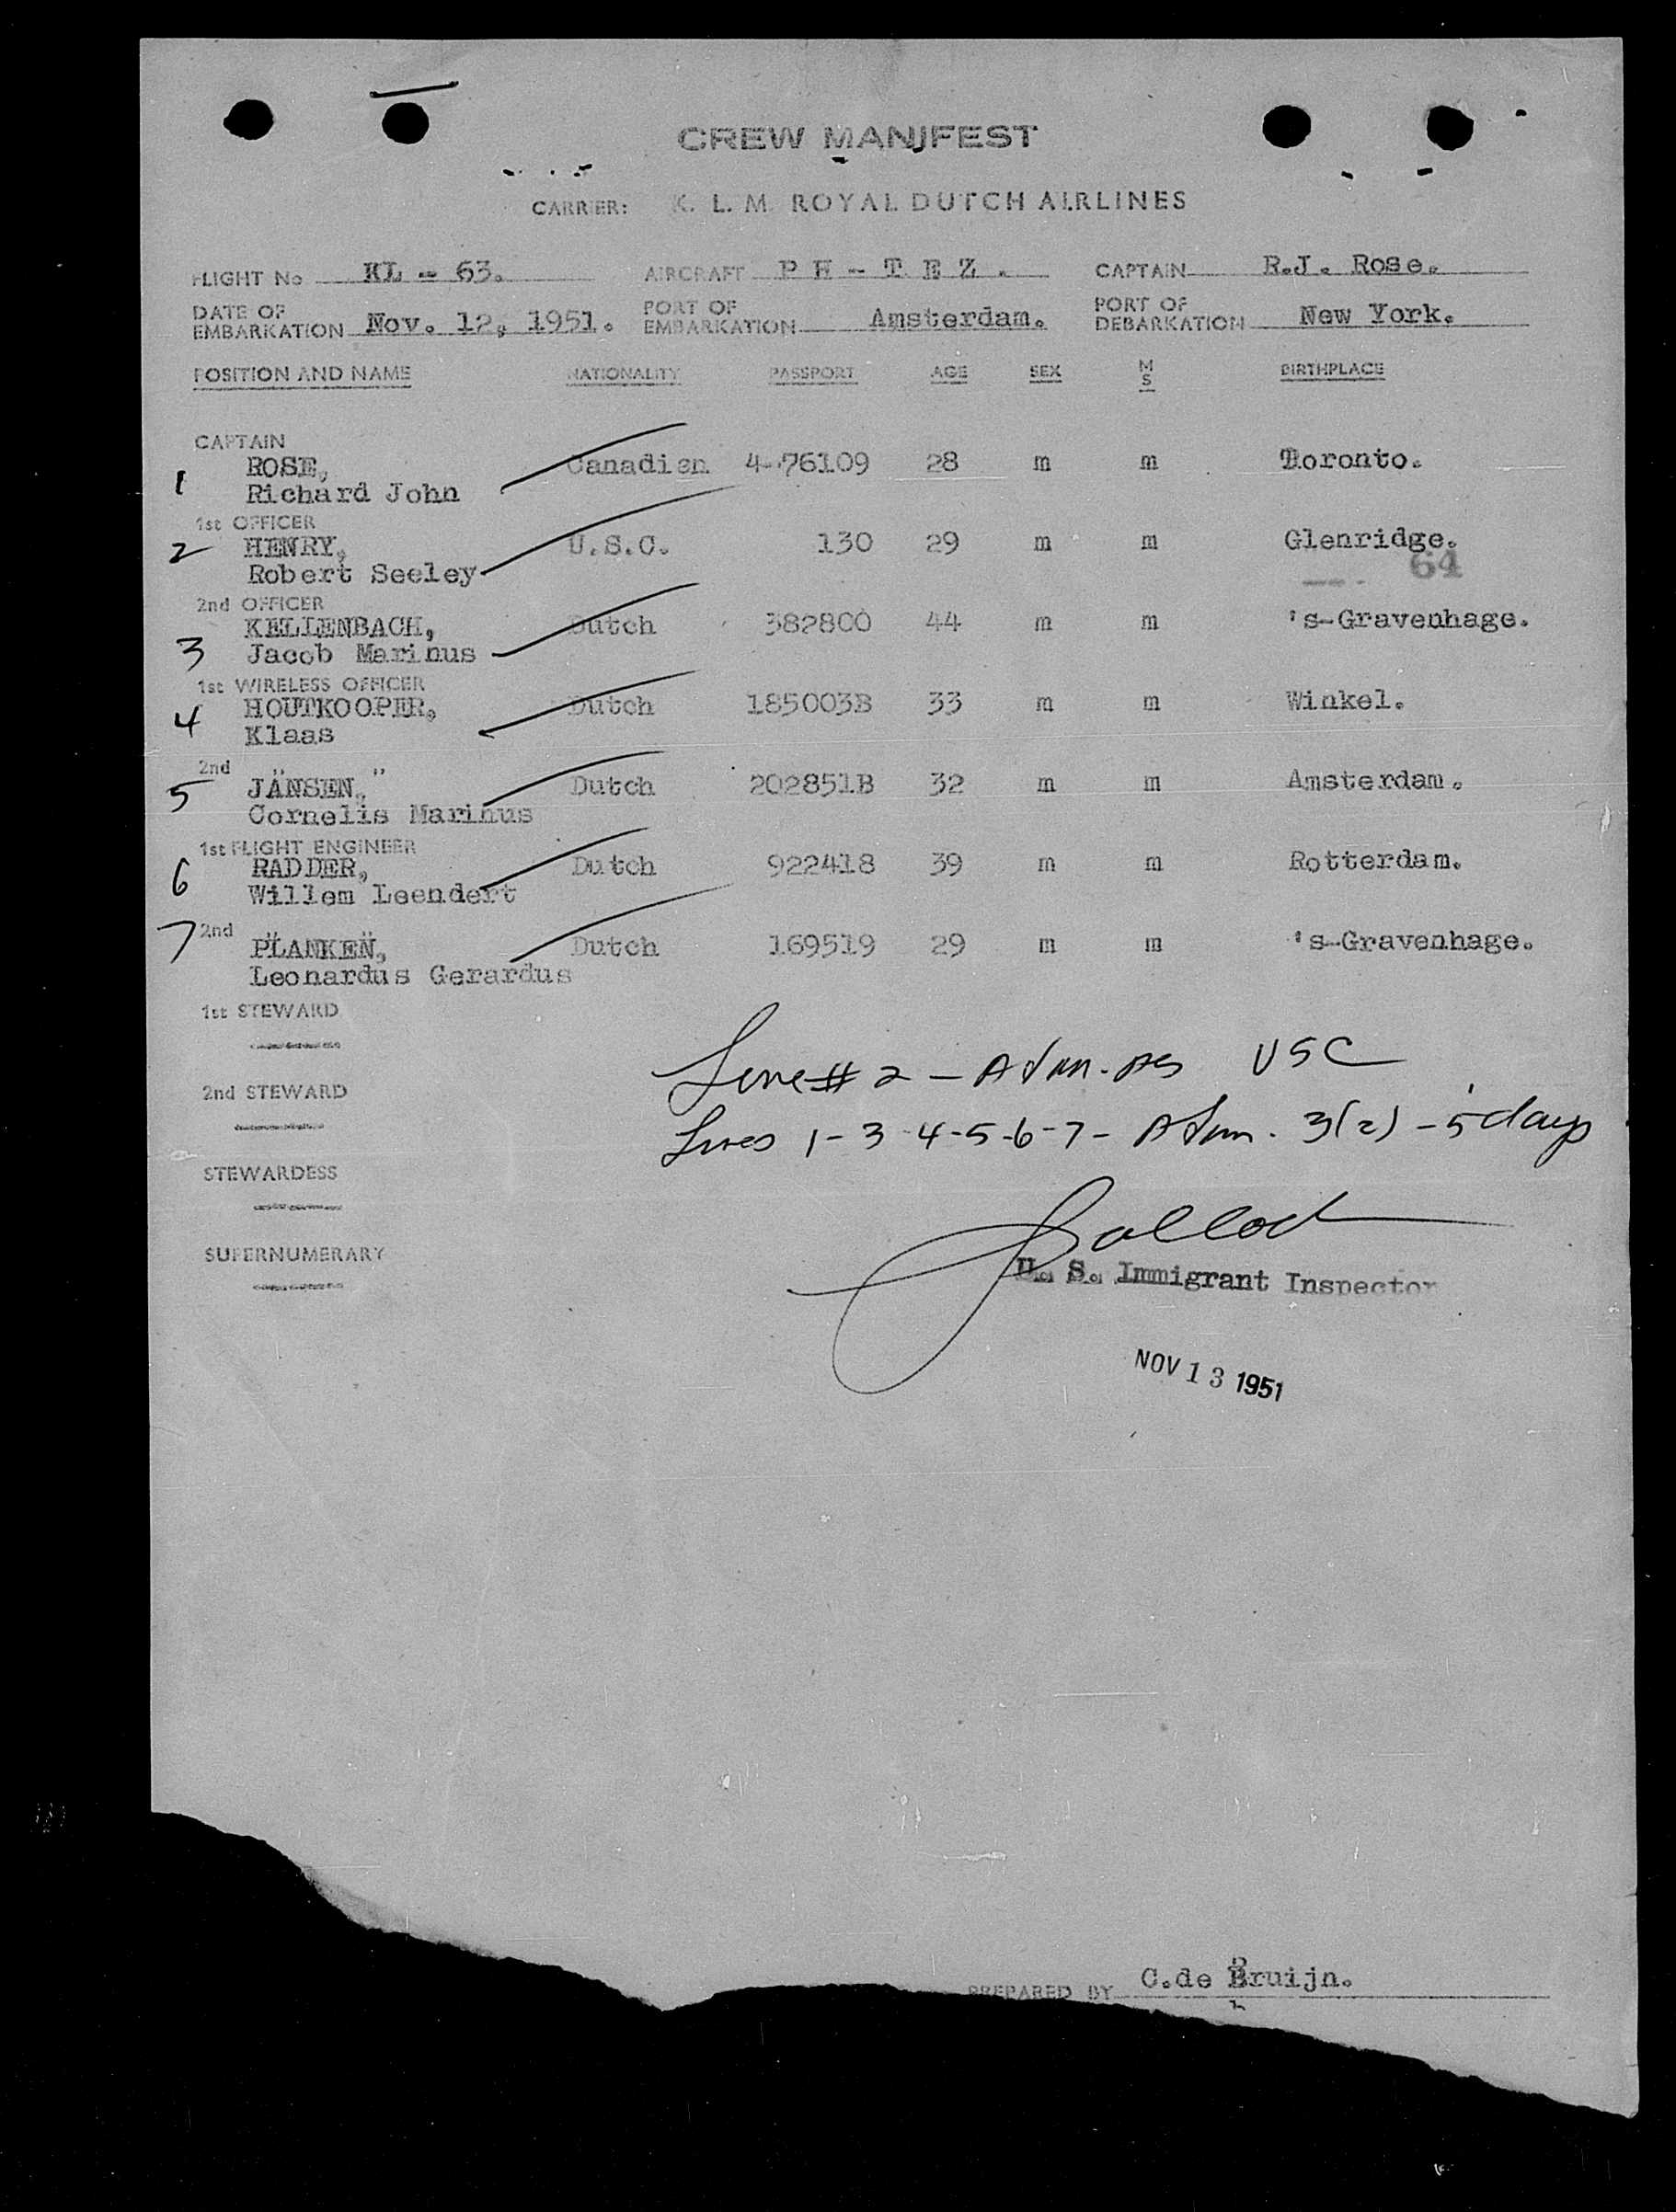 CREW MANIFEST
CARRIER: K. L. M. ROYAL DUTCH AIRLINES
FLIGHT No KL - 63. AIRCRAFT P H - T E Z . CAPTAIN R.J. Rose.
DATE OF EMBARKATION Nov. 12, 1951. PORT OF EMBARKATION Amsterdam. PORT OF DEBARKATION New York.
POSITION AND NAME NATIONALITY PASSPORT AGE SEX M S BIRTHPLACE
CAPTAIN
1 ROSE, Canadian 4-76109 28 m m Toronto.
Richard John
1st OFFICER
2 HENRY, U.S.C. 130 29 m m Glenridge.
Robert Seeley 64
2nd OFFICER
KELLENBACH, Dutch 382800 44 m m 's-Gravenhage.
3 Jacob Marinus
1st WIRELESS OFFICER
4 HOUTKOOPER, Dutch 185003B 33 m m Winkel.
Klaas
2nd "  "
5 JANSEN, Dutch 202851B 32 m m Amsterdam.
Cornelis Marinus
1st FLIGHT ENGINEER
6 RADDER, Dutch 922418 39 m m Rotterdam.
Willem Leendert
7 2nd "  "
PLANKEN, Dutch 169519 29 m m 's-Gravenhage.
Leonardus Gerardus
1st STEWARD
2nd STEWARD
STEWARDESS
SUPERNUMERARY
Line # 2 - Adm. as USC
Lines 1-3-4-5-6-7- Adm. 3(2) - 5 days
U. S. Immigrant Inspector
NOV 13 1951
PREPARED BY C.de Bruijn.